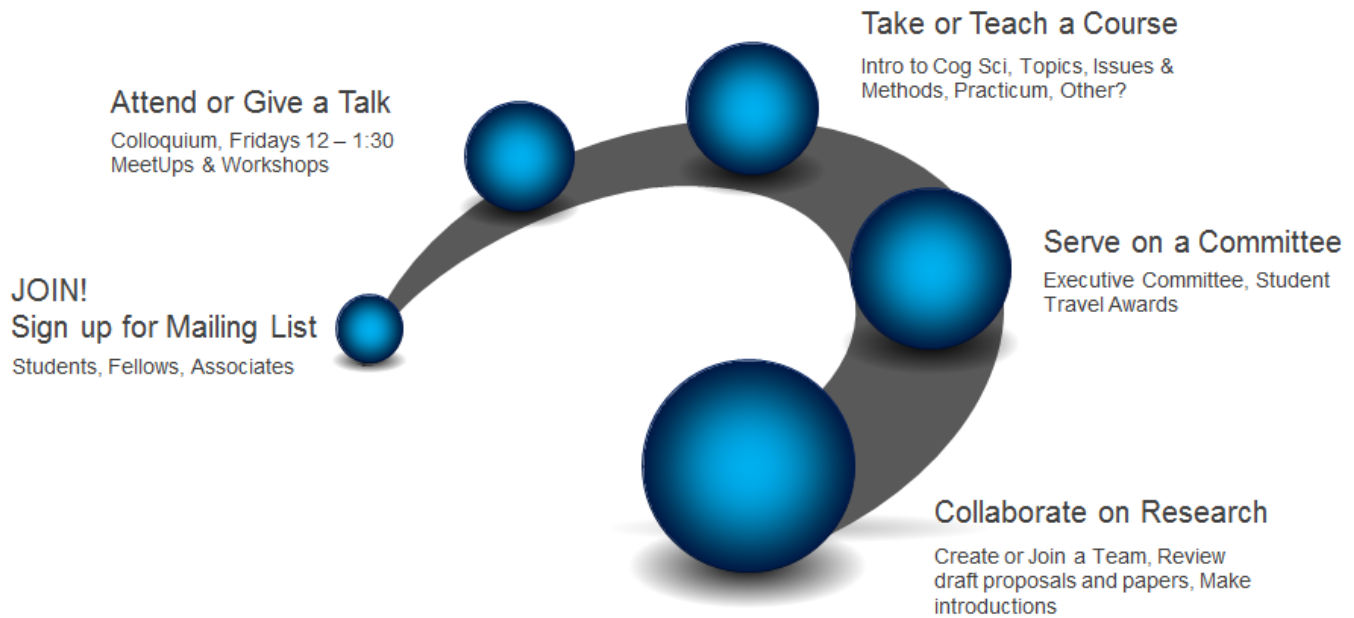 JOIN!
Sign up for Mailing List
Students, Fellows, Associates
Attend or Give a Talk
Colloquium, Fridays 12 – 1:30
MeetUps & Workshops
Take or Teach a Course
Intro to Cog Sci, Topics, Issues &
Methods, Practicum, Other?
Serve on a Committee
Executive Committee, Student
Travel Awards
Collaborate on Research
Create or Join a Team, Review
draft proposals and papers, Make
introductions